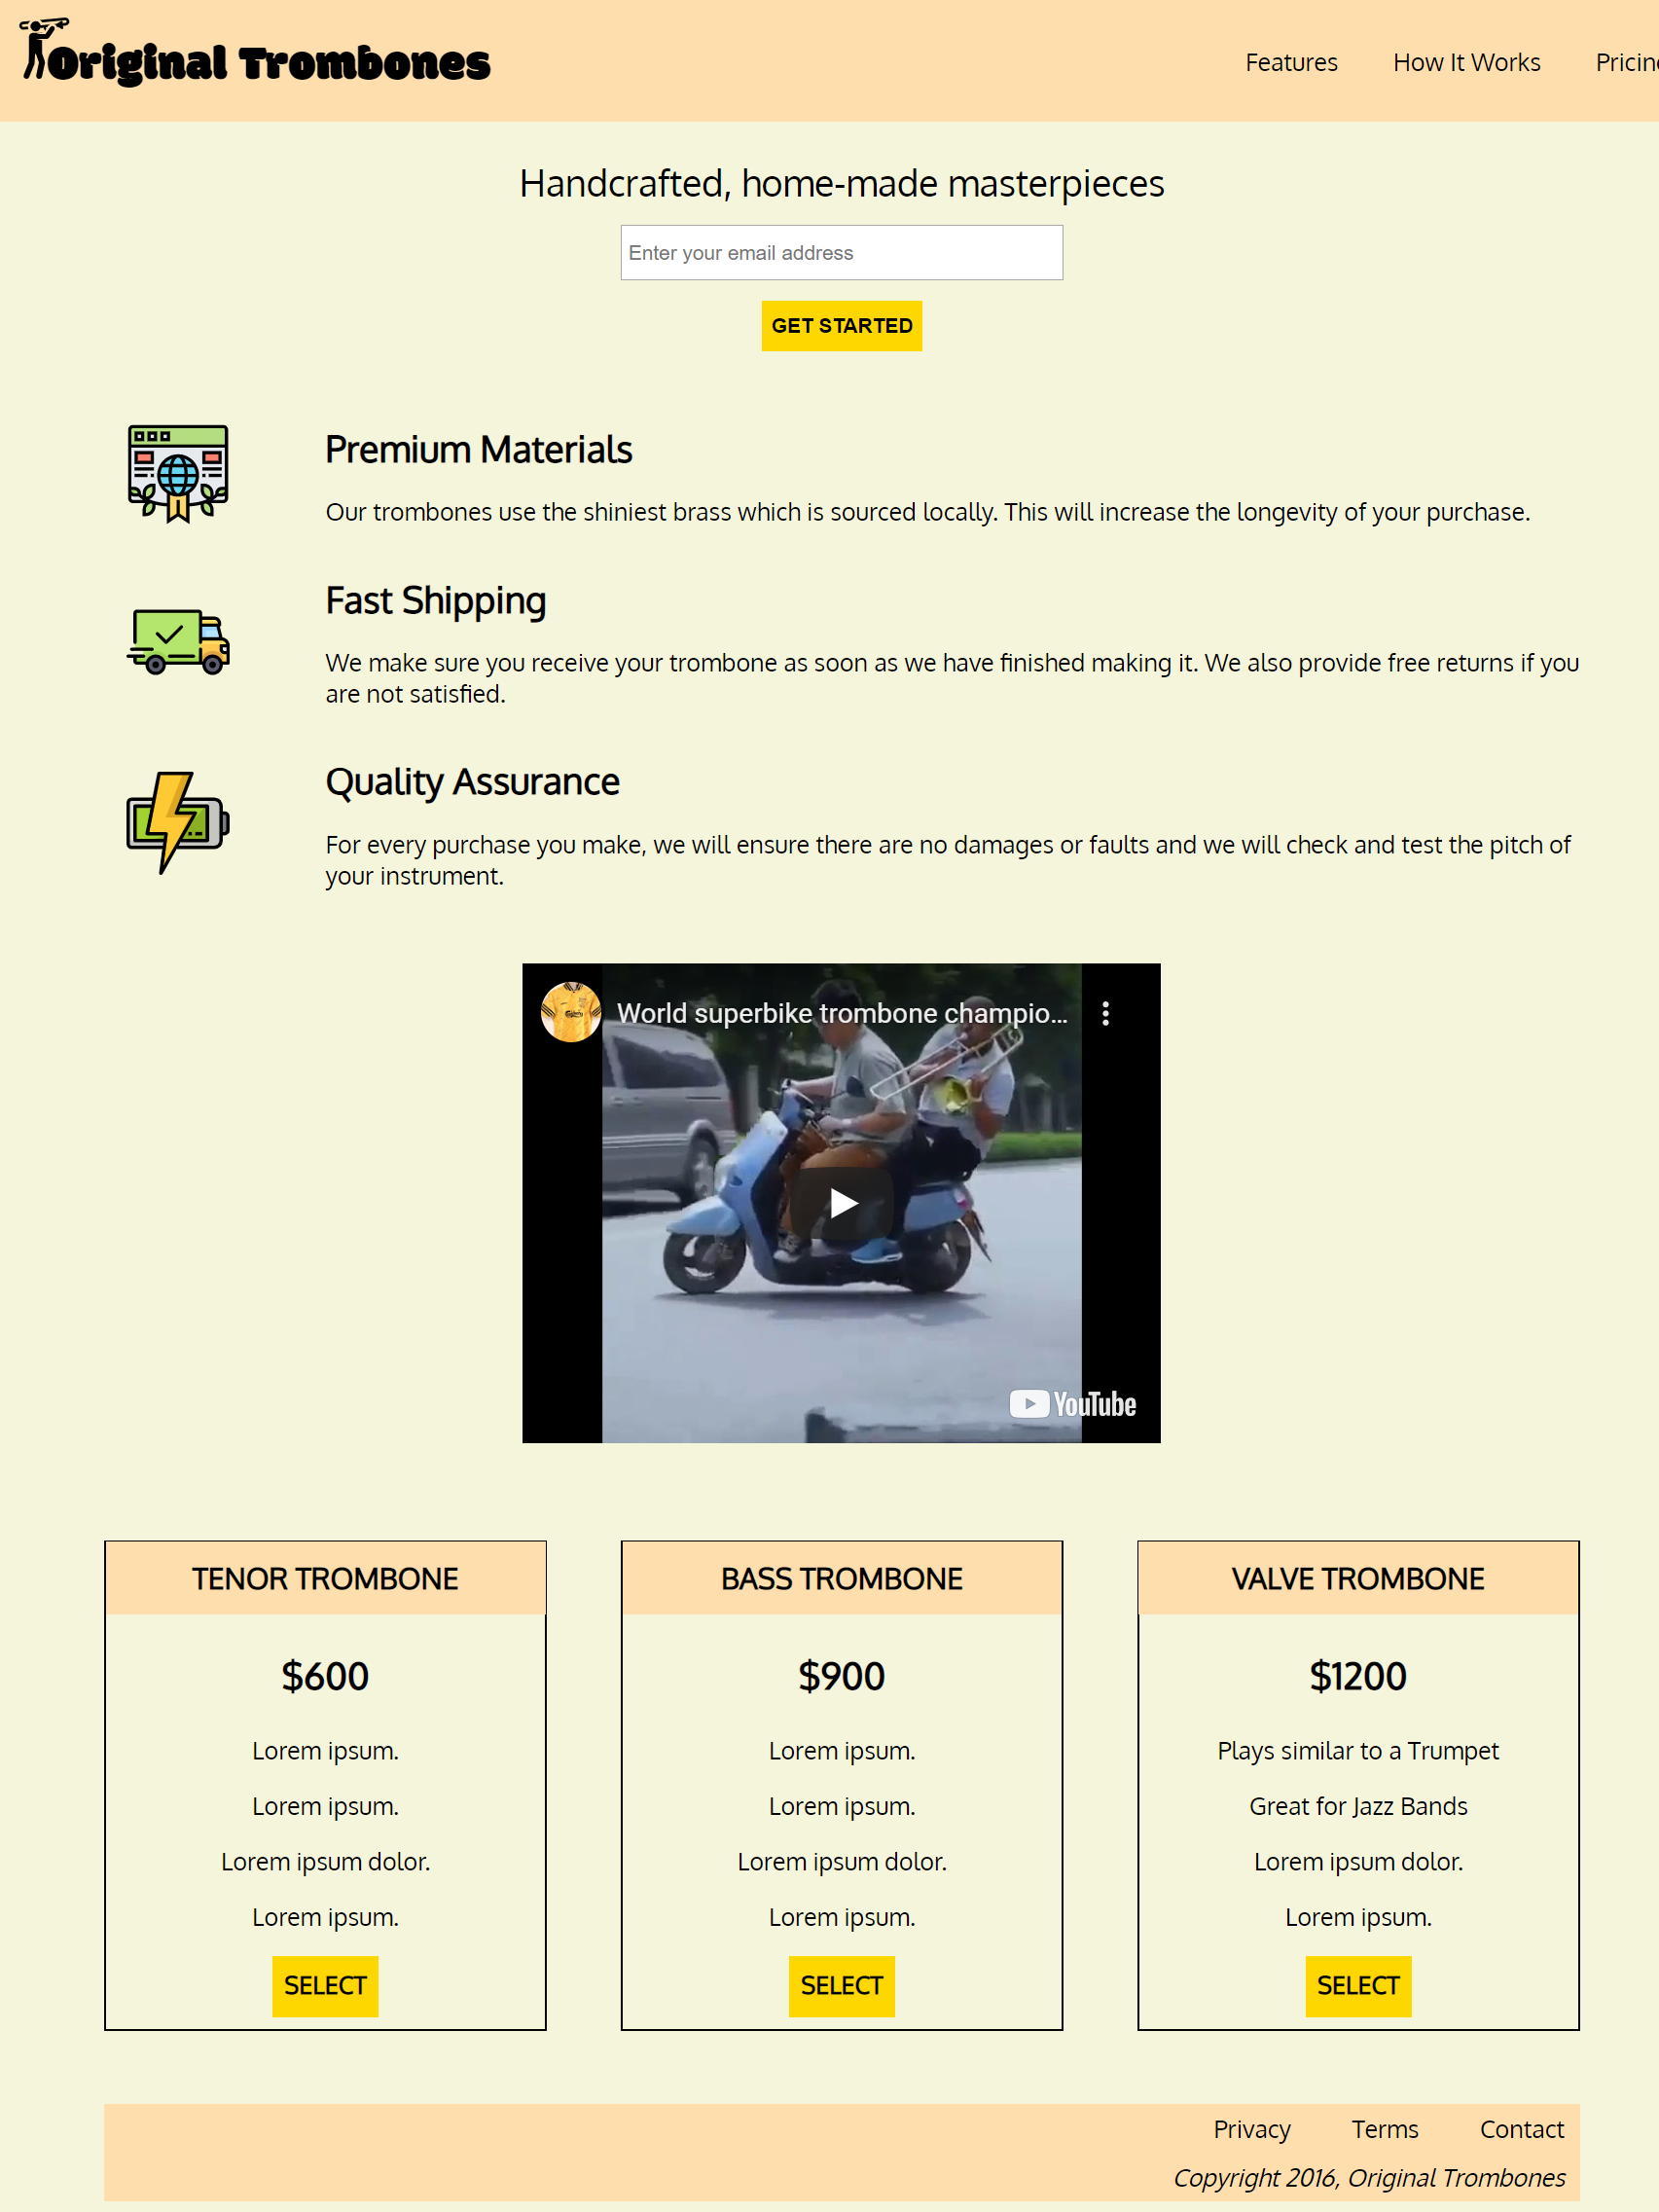 Original Trombones
Features How It Works Pricin
Handcrafted, home-made masterpieces
Enter your email address
GET STARTED
Premium Materials
Our trombones use the shiniest brass which is sourced locally. This will increase the longevity of your purchase.
Fast Shipping
We make sure you receive your trombone as soon as we have finished making it. We also provide free returns if you
are not satisfied.
Quality Assurance
For every purchase you make, we will ensure there are no damages or faults and we will check and test the pitch of
your instrument.
World superbike trombone champio...
YouTube
TENOR TROMBONE
$600
Lorem ipsum.
Lorem ipsum.
Lorem ipsum dolor.
Lorem ipsum.
SELECT
BASS TROMBONE
$900
Lorem ipsum.
Lorem ipsum.
Lorem ipsum dolor.
Lorem ipsum.
SELECT
VALVE TROMBONE
$1200
Plays similar to a Trumpet
Great for Jazz Bands
Lorem ipsum dolor.
Lorem ipsum.
SELECT
Privacy Terms Contact
Copyright 2016, Original Trombones